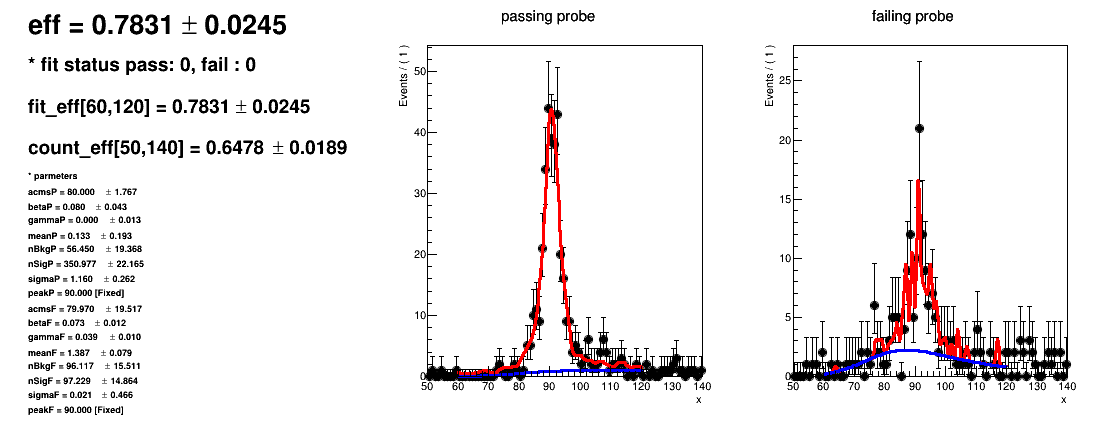 eff = 0.7831 ± 0.0245
* fit status pass: 0, fail : 0
fit_eff[60,120] = 0.7831 ± 0.0245
count_eff[50,140] = 0.6478 ± 0.0189
* parmeters
acmsP = 80.000 ± 1.767
betaP = 0.080 ± 0.043
gammaP = 0.000 ± 0.013
meanP = 0.133 ± 0.193
nBkgP = 56.450 ± 19.368
nSigP = 350.977 ± 22.165
sigmaP = 1.160 ± 0.262
peakP = 90.000 [Fixed]
acmsF = 79.970 ± 19.517
betaF = 0.073 ± 0.012
gammaF = 0.039 ± 0.010
meanF = 1.387 ± 0.079
nBkgF = 96.117 ± 15.511
nSigF = 97.229 ± 14.864
sigmaF = 0.021 ± 0.466
peakF = 90.000 [Fixed]
passing probe
Events / ( 1 )
50
40
30
20
10
0
50 60 70 80 90 100 110 120 130 140
x
failing probe
Events / ( 1 )
25
20
15
10
5
0
50 60 70 80 90 100 110 120 130 140
x